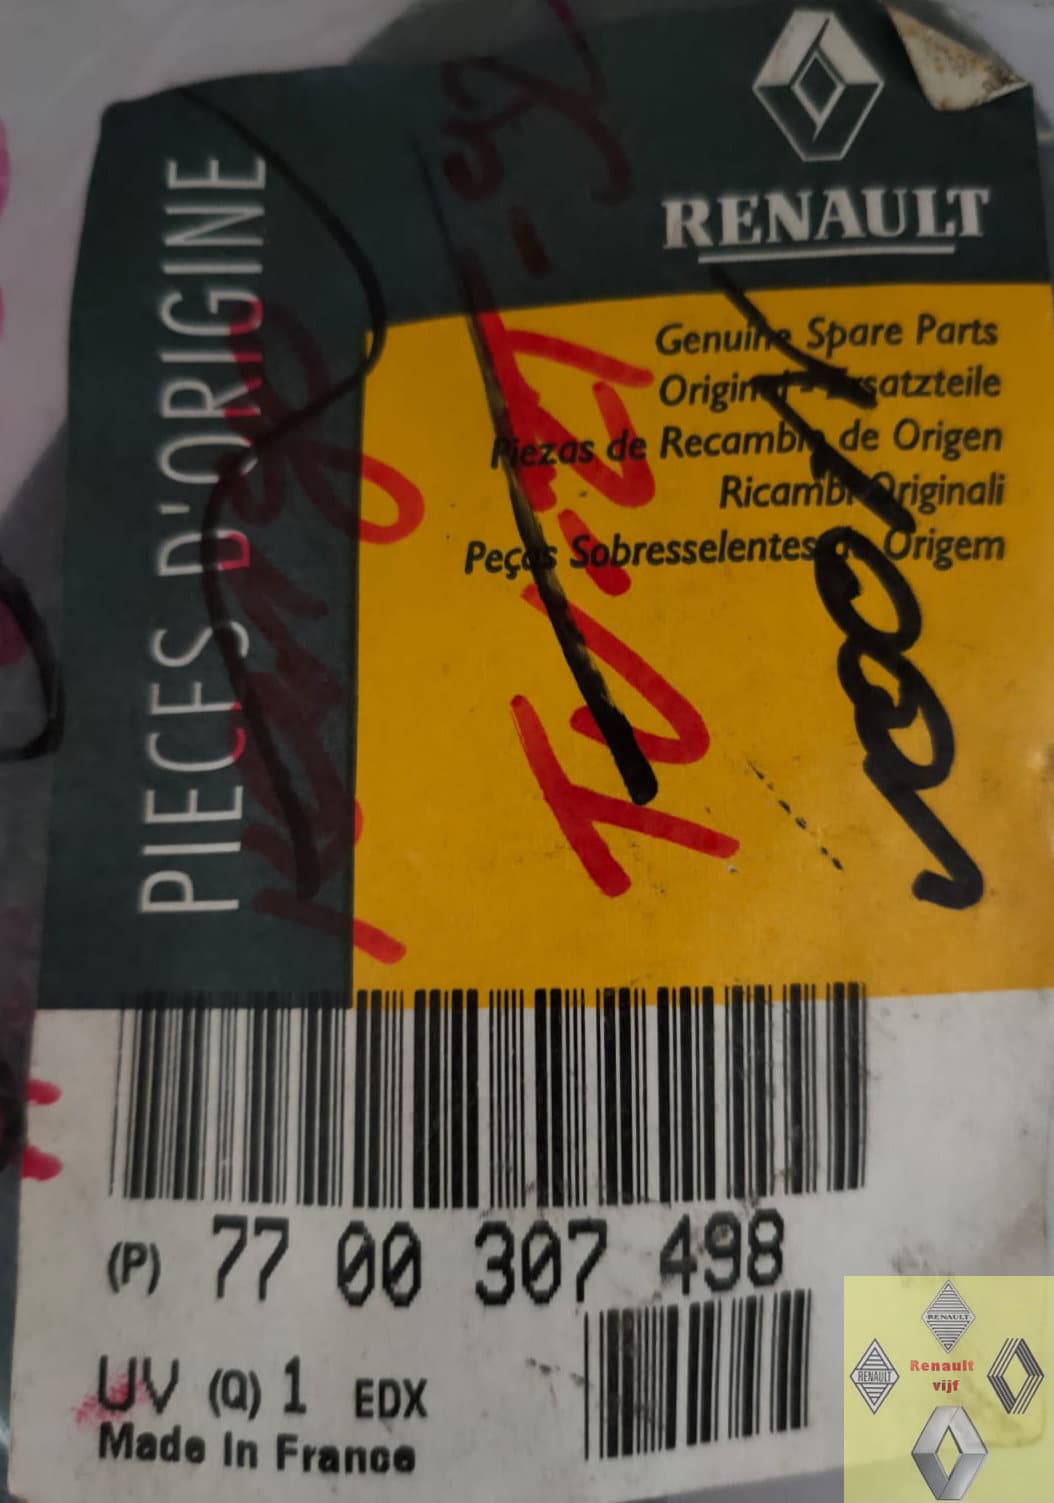 RENAULT
PIECES D'ORIGINE
Genuine Spare Parts
Original - Ersatzteile
Piezas de Recambio de Origen
Ricambi Originali
Peças Sobresselentes de Origem
(P) 77 00 307 498
UV (Q) 1 EDX
Made In France
RENAULT
RENAULT
Renault
vijf